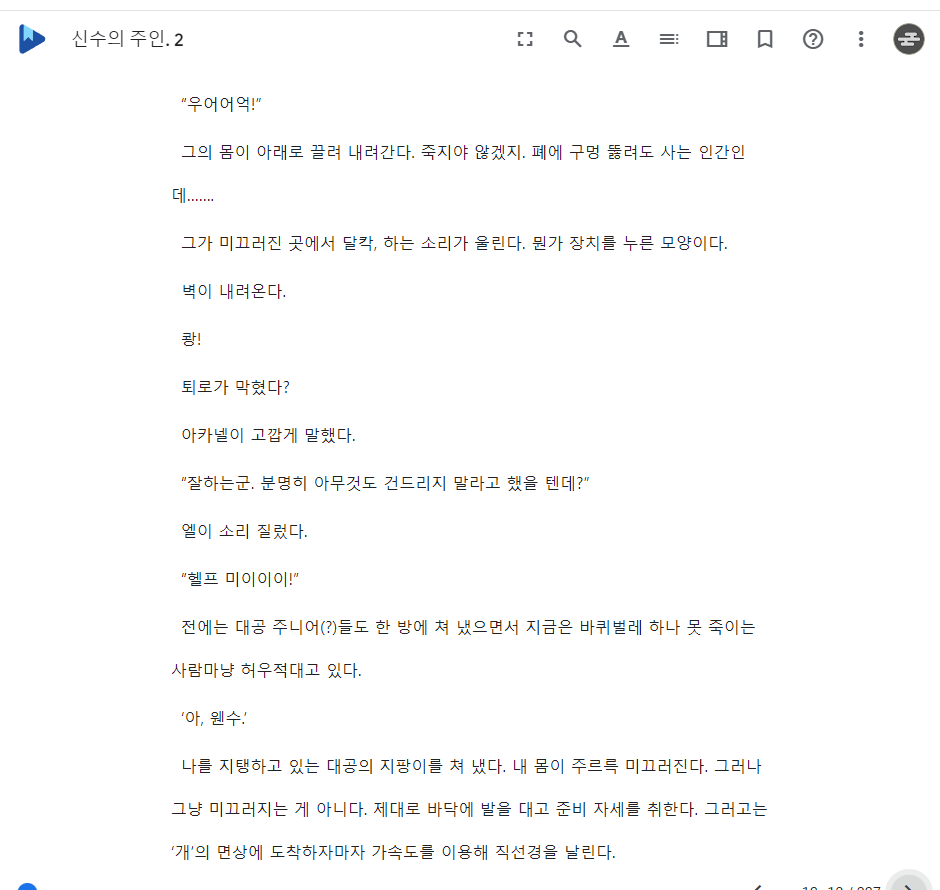 신수의 주인. 2
“우어어억!”
그의 몸이 아래로 끌려 내려간다. 죽지야 않겠지. 폐에 구멍 뚫려도 사는 인간인
데…….
그가 미끄러진 곳에서 달칵, 하는 소리가 울린다. 뭔가 장치를 누른 모양이다.
벽이 내려온다.
쾅!
퇴로가 막혔다?
아카넬이 고깝게 말했다.
“잘하는군. 분명히 아무것도 건드리지 말라고 했을 텐데?”
엘이 소리 질렀다.
“헬프 미이이이!”
전에는 대공 주니어(?)들도 한 방에 쳐 냈으면서 지금은 바퀴벌레 하나 못 죽이는
사람마냥 허우적대고 있다.
‘아, 웬수.’
나를 지탱하고 있는 대공의 지팡이를 쳐 냈다. 내 몸이 주르륵 미끄러진다. 그러나
그냥 미끄러지는 게 아니다. 제대로 바닥에 발을 대고 준비 자세를 취한다. 그러고는
‘개’의 면상에 도착하자마자 가속도를 이용해 직선경을 날린다.